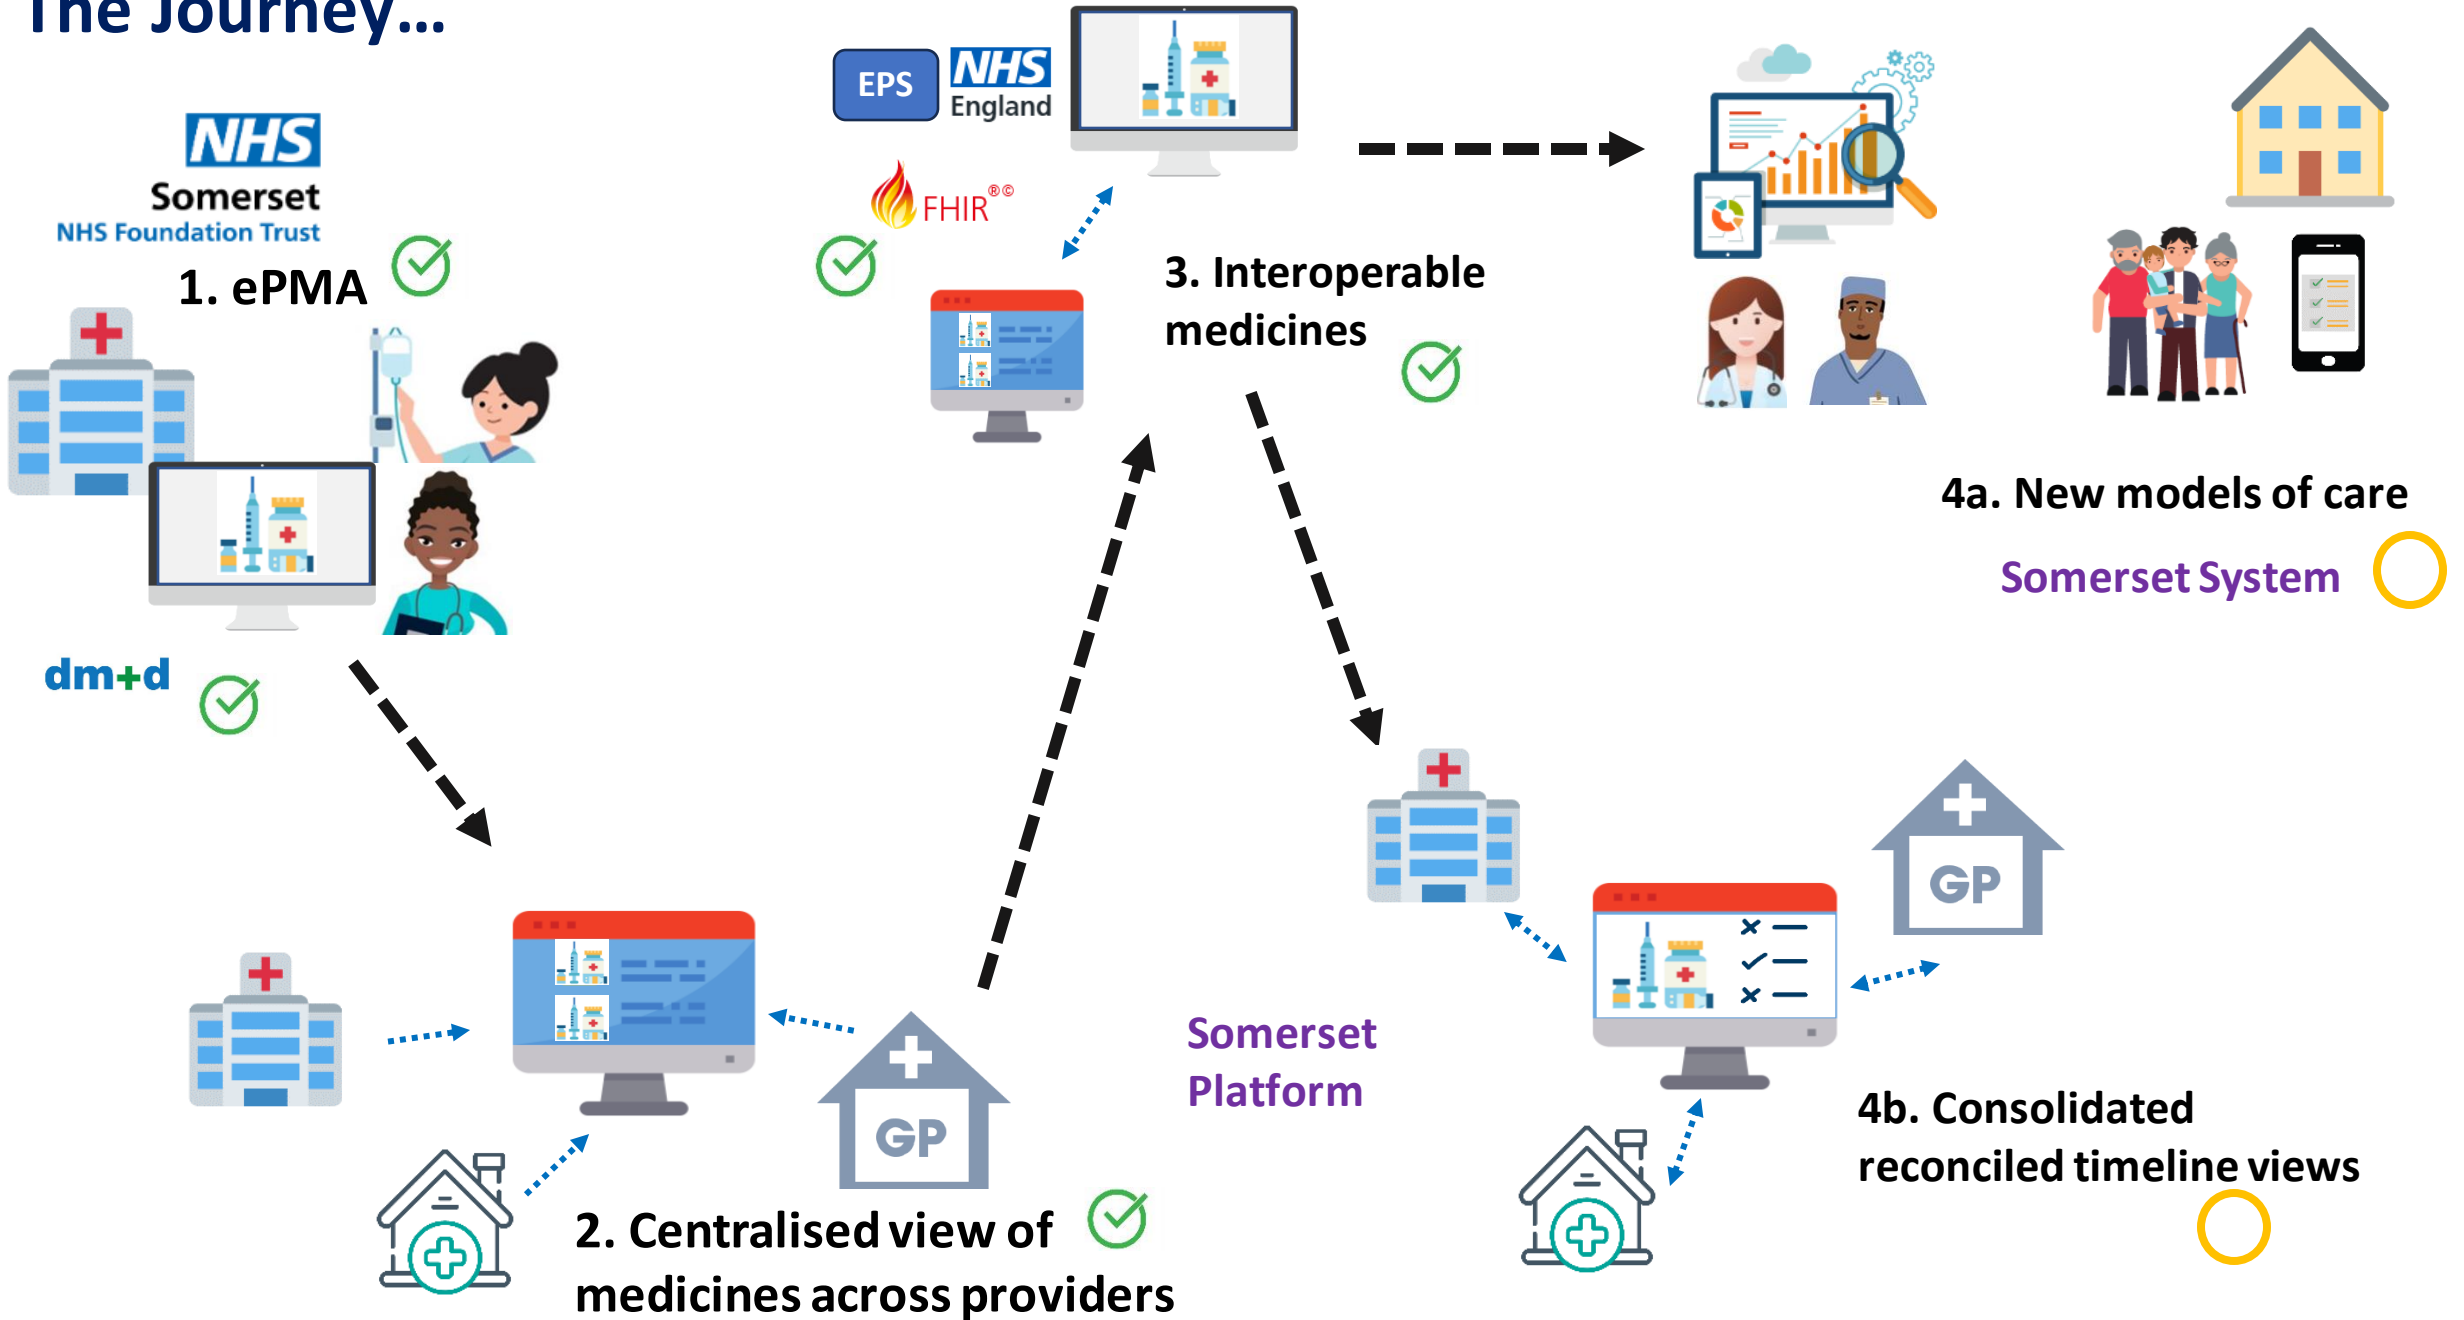 The Journey...
NHS
Somerset
NHS Foundation Trust
1. ePMA
dm+d
EPS
NHS
England
FHIR®©
3. Interoperable
medicines
4a. New models of care
Somerset System
GP
2. Centralised view of
medicines across providers
Somerset
Platform
GP
4b. Consolidated
reconciled timeline views